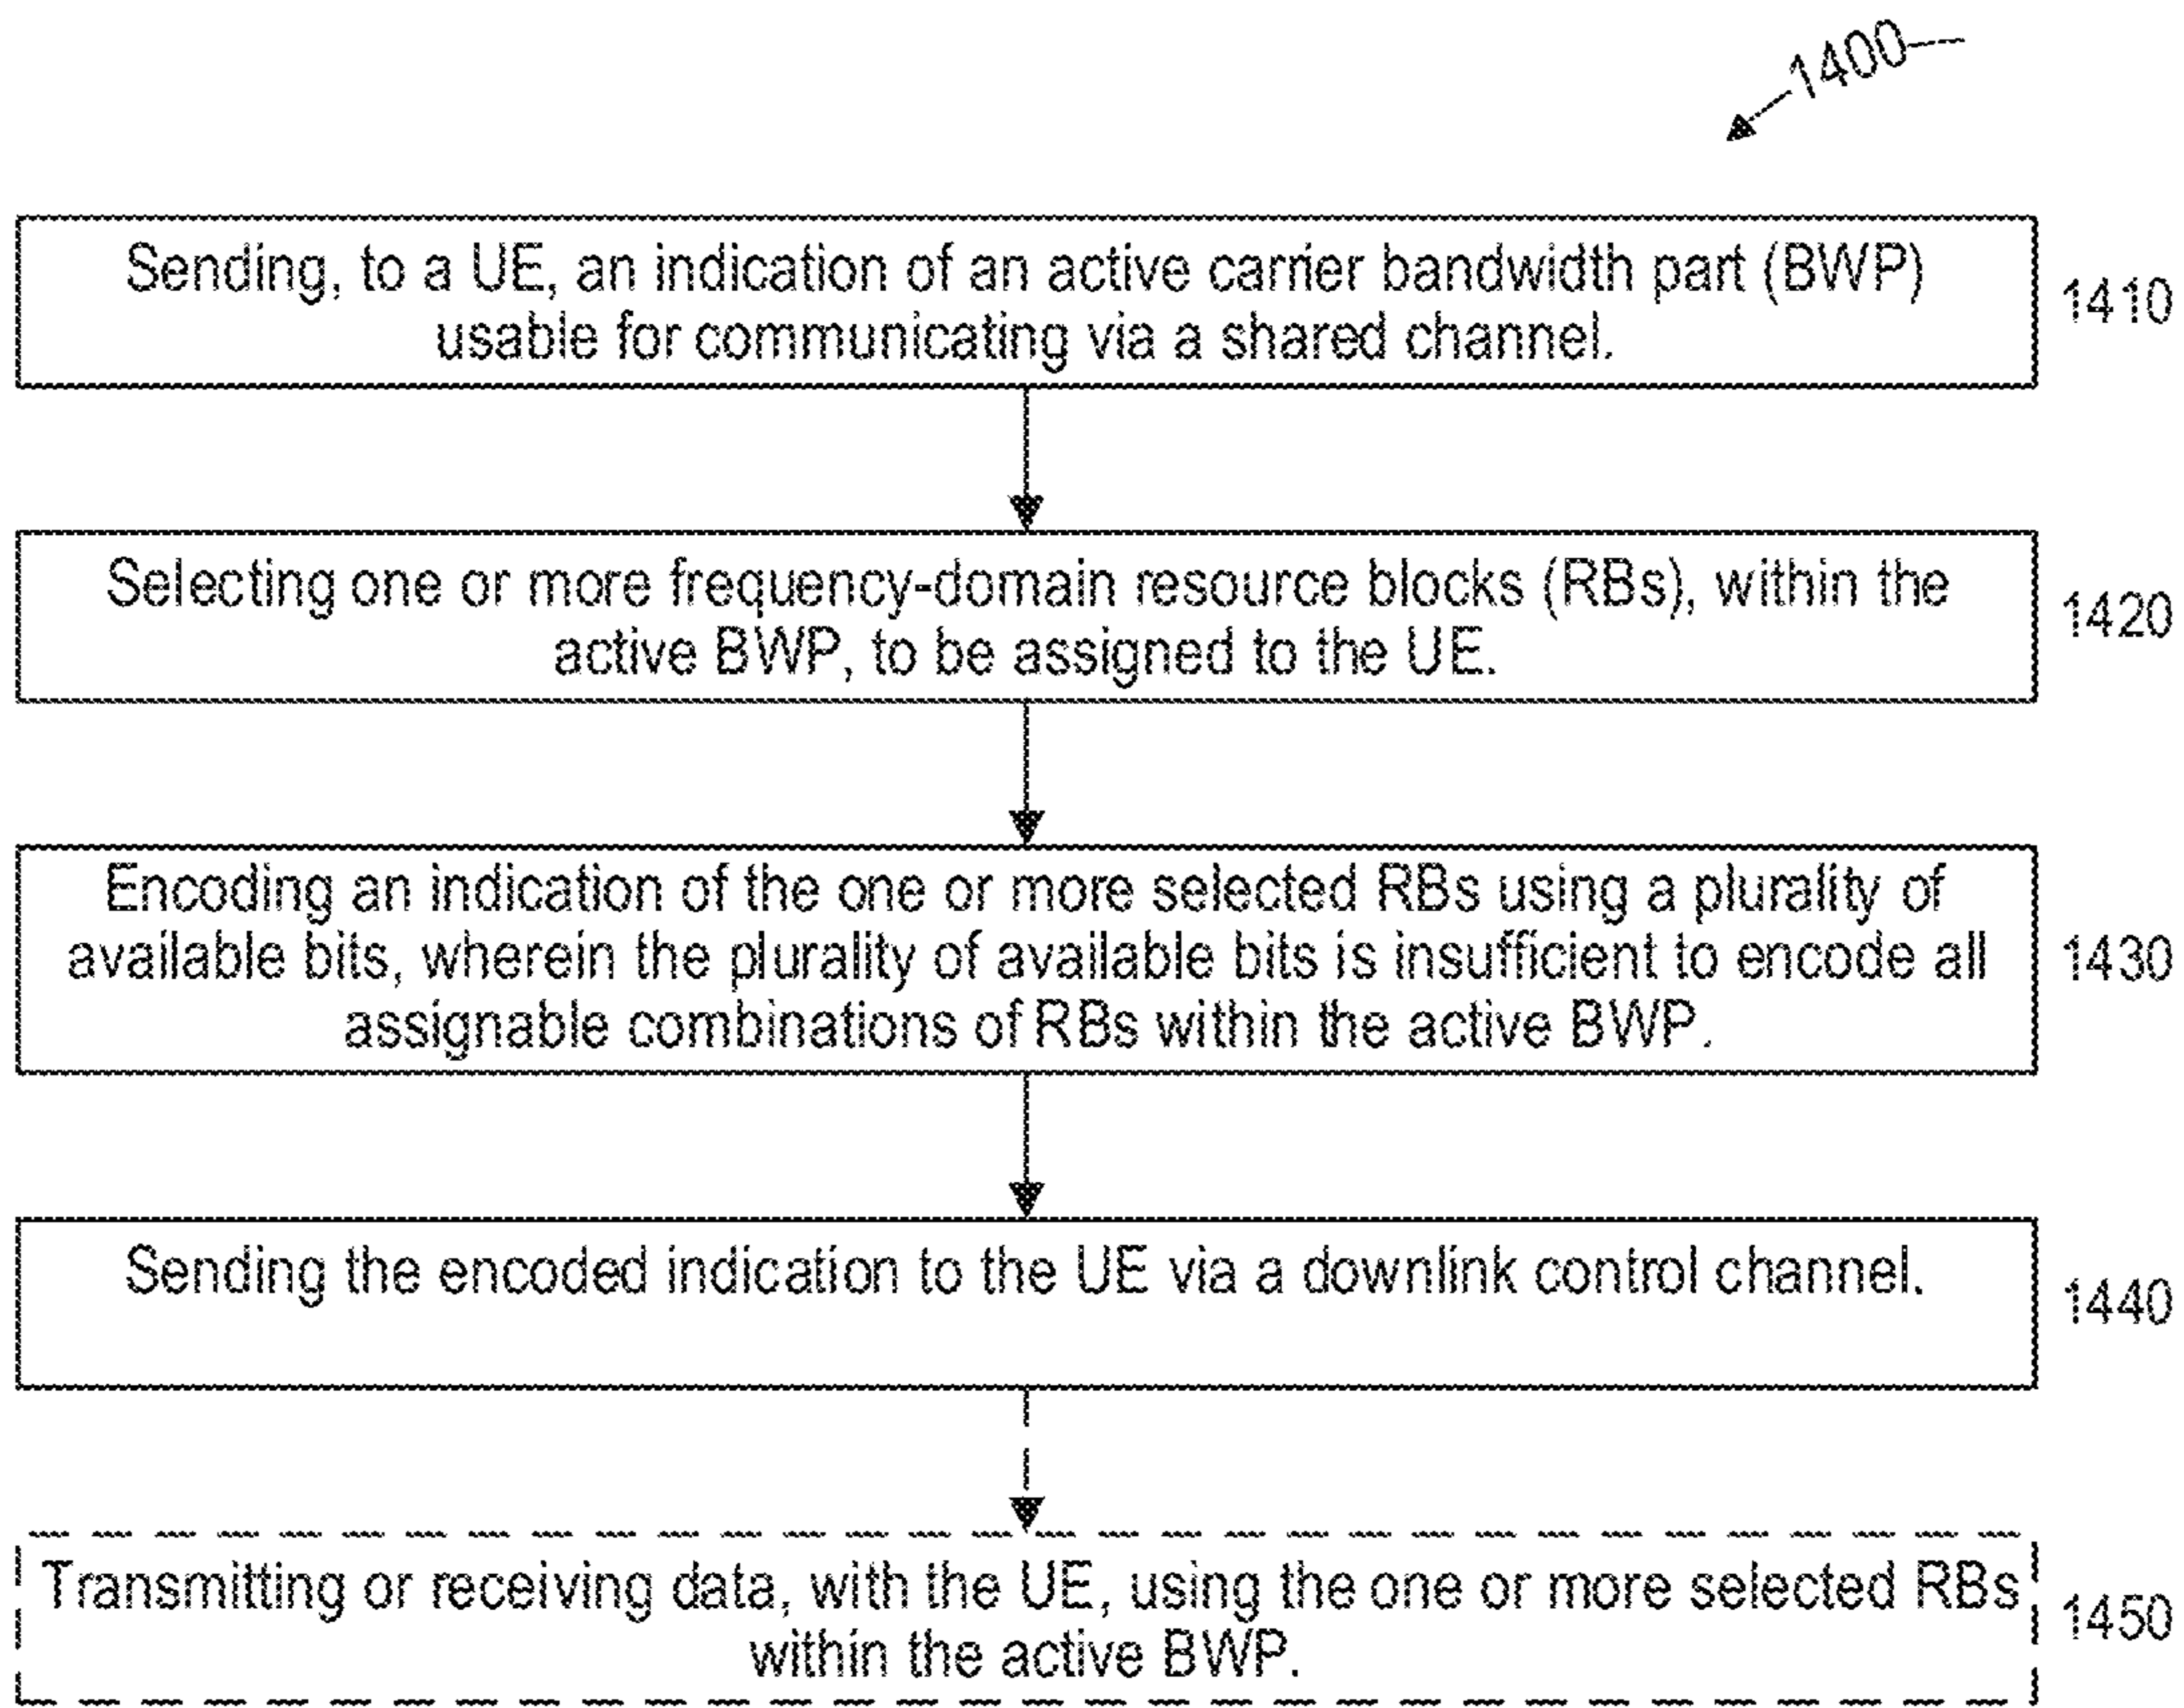 1400
Sending, to a UE, an indication of an active carrier bandwidth part (BWP)
usable for communicating via a shared channel.
1410
Selecting one or more frequency-domain resource blocks (RBs), within the
active BWP, to be assigned to the UE.
1420
Encoding an indication of the one or more selected RBs using a plurality of
available bits, wherein the plurality of available bits is insufficient to encode all
assignable combinations of RBs within the active BWP.
1430
Sending the encoded indication to the UE via a downlink control channel.
1440
Transmitting or receiving data, with the UE, using the one or more selected RBs
within the active BWP.
1450